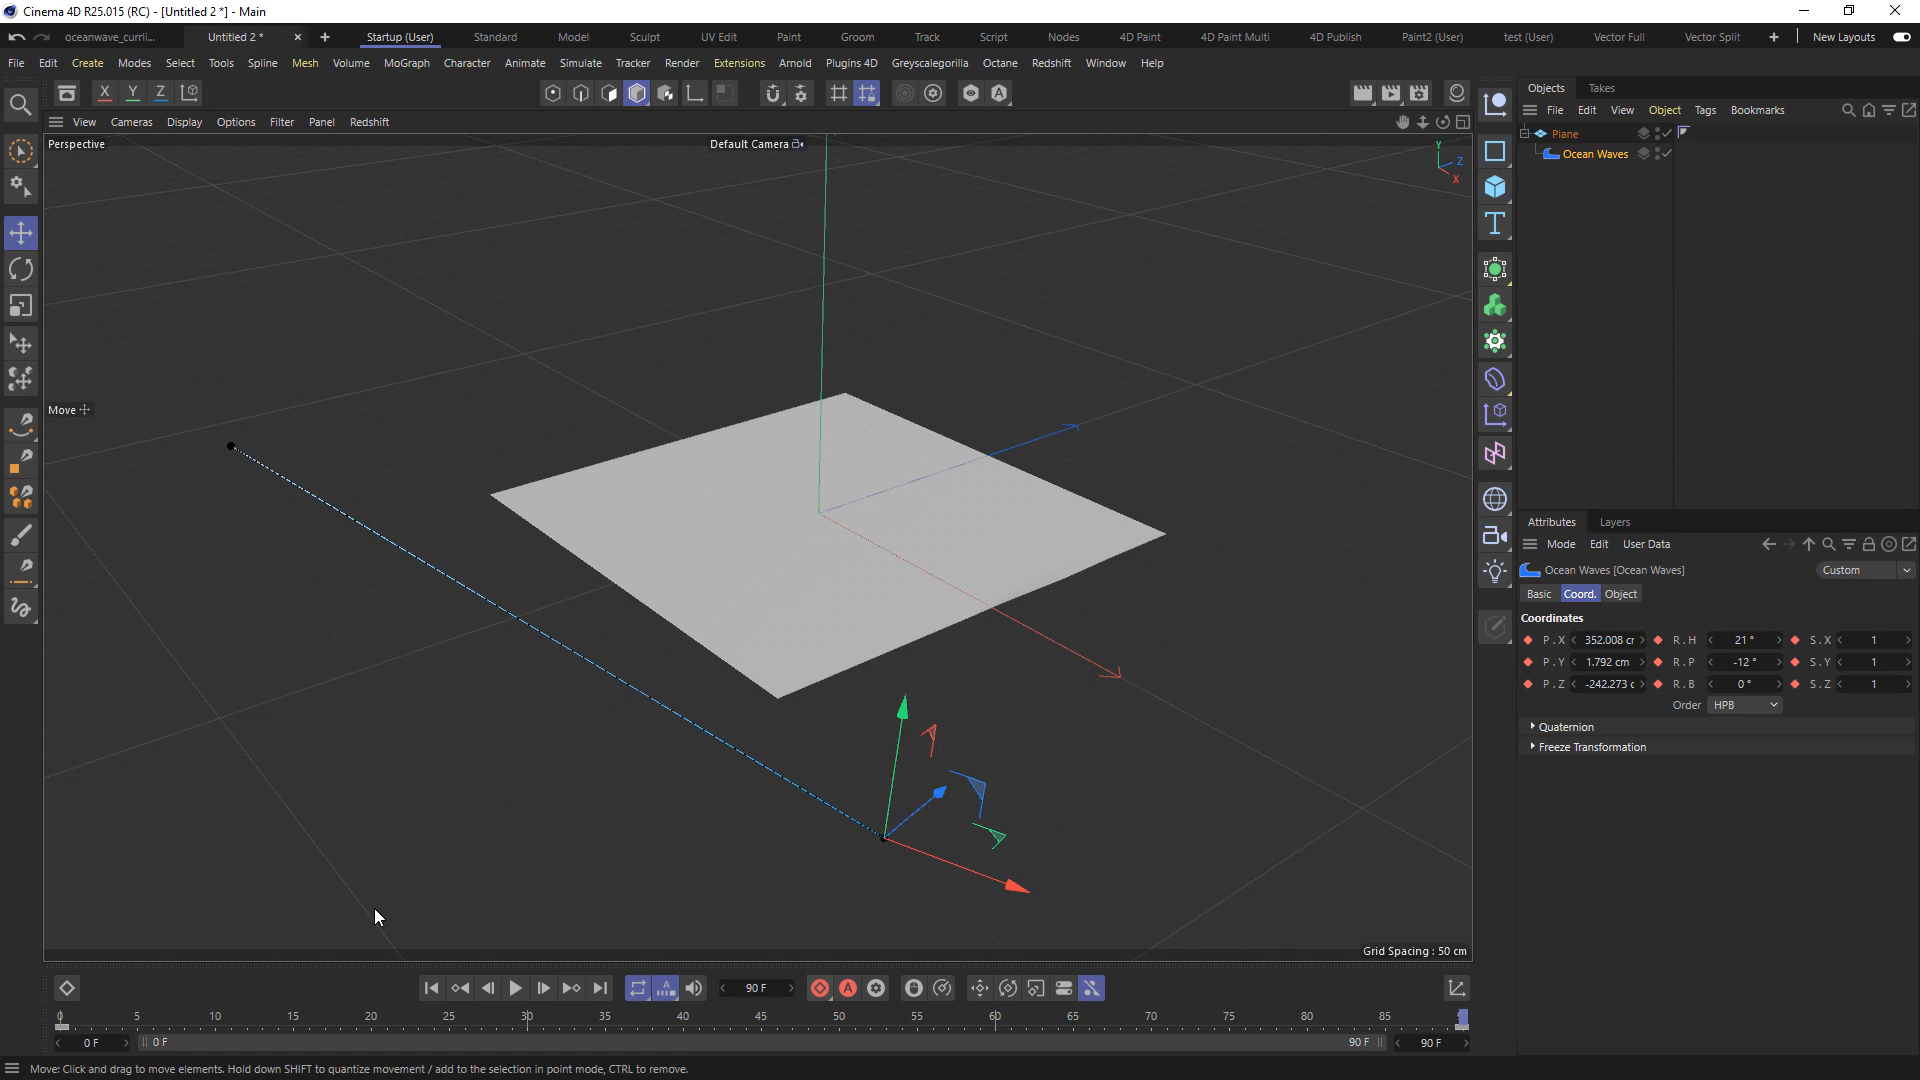 Cinema 4D R25.015 (RC) - [Untitled 2 *] - Main
oceanwave_curli...
Untitled 2 *
Startup (User)
Standard
Model
Sculpt
UV Edit
Paint
Groom
Track
Script
Nodes
4D Paint
4D Paint Multi
4D Publish
Paint2 (User)
test (User)
Vector Full
Vector Split
New Layouts
File Edit Create Modes Select Tools Spline Mesh Volume MoGraph Character Animate Simulate Tracker Render Extensions Arnold Plugins 4D Greyscalegorilla Octane Redshift Window Help
X Y Z
Objects Takes
File Edit View Object Tags Bookmarks
View Cameras Display Options Filter Panel Redshift
Plane
Ocean Waves
Perspective
Default Camera
Y
Z
X
Move
Attributes Layers
Mode Edit User Data
Ocean Waves [Ocean Waves]
Custom
Basic Coord. Object
Coordinates
P . X 352.008 cr R . H 21 ° S . X 1
P . Y 1.792 cm R . P -12 ° S . Y 1
P . Z -242.273 c R . B 0 ° S . Z 1
Order HPB
Quaternion
Freeze Transformation
Grid Spacing : 50 cm
90 F
0 5 10 15 20 25 30 35 40 45 50 55 60 65 70 75 80 85
0 F 0 F 90 F 90 F
Move: Click and drag to move elements. Hold down SHIFT to quantize movement / add to the selection in point mode, CTRL to remove.